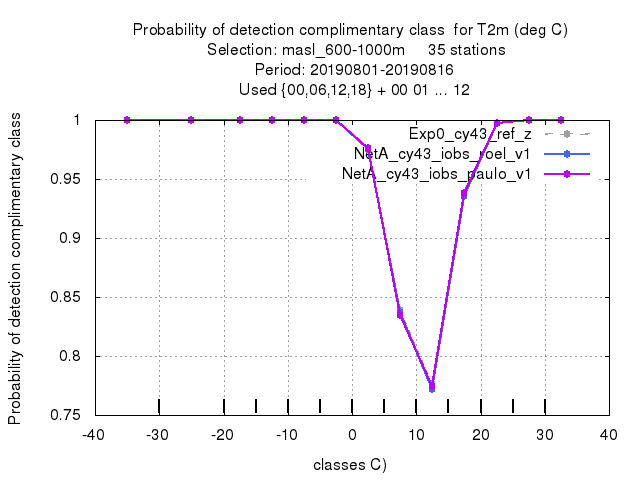 Probability of detection complimentary class  for T2m (deg C)
Selection: masl_600-1000m     35 stations
Period: 20190801-20190816
Used {00,06,12,18} + 00 01 ... 12
Probability of detection complimentary class
1
0.95
0.9
0.85
0.8
0.75
Exp0_cy43_ref_z
NetA_cy43_iobs_roel_v1
NetA_cy43_iobs_paulo_v1
-40 -30 -20 -10 0 10 20 30 40
classes C)